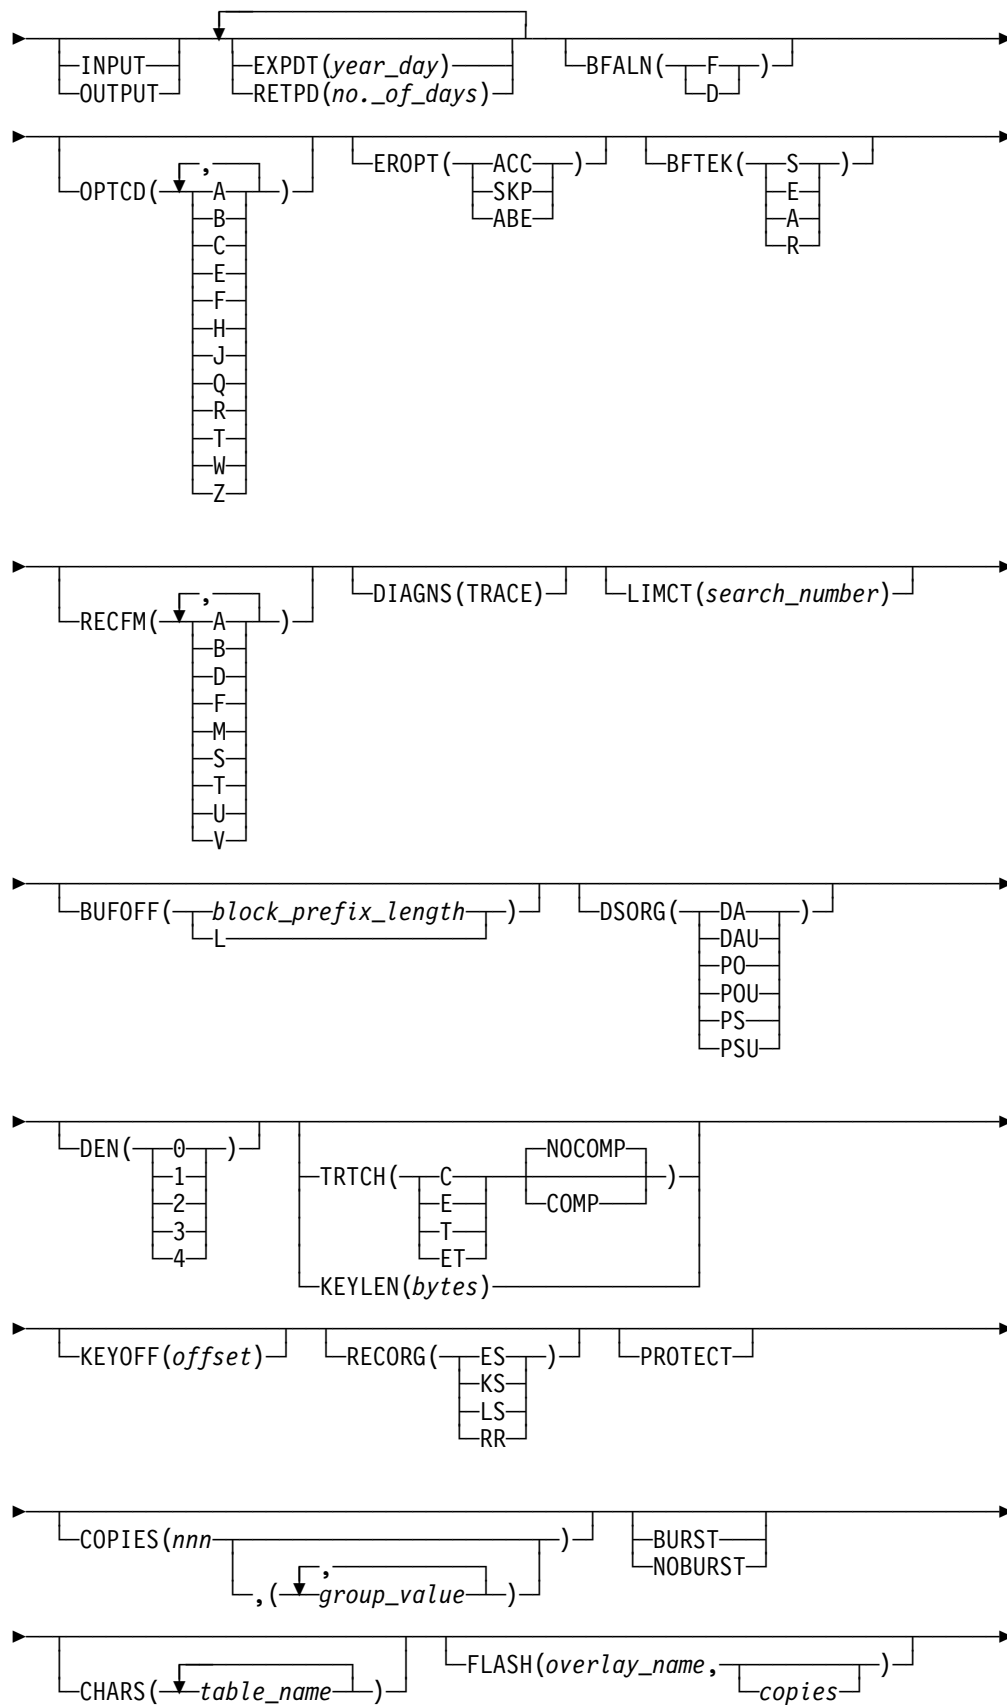 INPUT EXPDT(year_day) BFALN( F )
OUTPUT RETPD(no._of_days) D
,
OPTCD( A ) EROPT( ACC ) BFTEK( S )
B SKP E
C ABE A
E R
F
H
J
Q
R
T
W
Z
,
RECFM( A ) DIAGNS(TRACE) LIMCT(search_number)
B
D
F
M
S
T
U
V
BUFOFF( block_prefix_length ) DSORG( DA )
L DAU
PO
POU
PS
PSU
DEN( 0 ) NOCOMP
1 TRTCH( C )
2 E COMP
3 T
4 ET
KEYLEN(bytes)
KEYOFF(offset) RECORG( ES ) PROTECT
KS
LS
RR
COPIES(nnn ) BURST
, NOBURST
,( group_value )
CHARS( table_name ) FLASH(overlay_name, )
copies